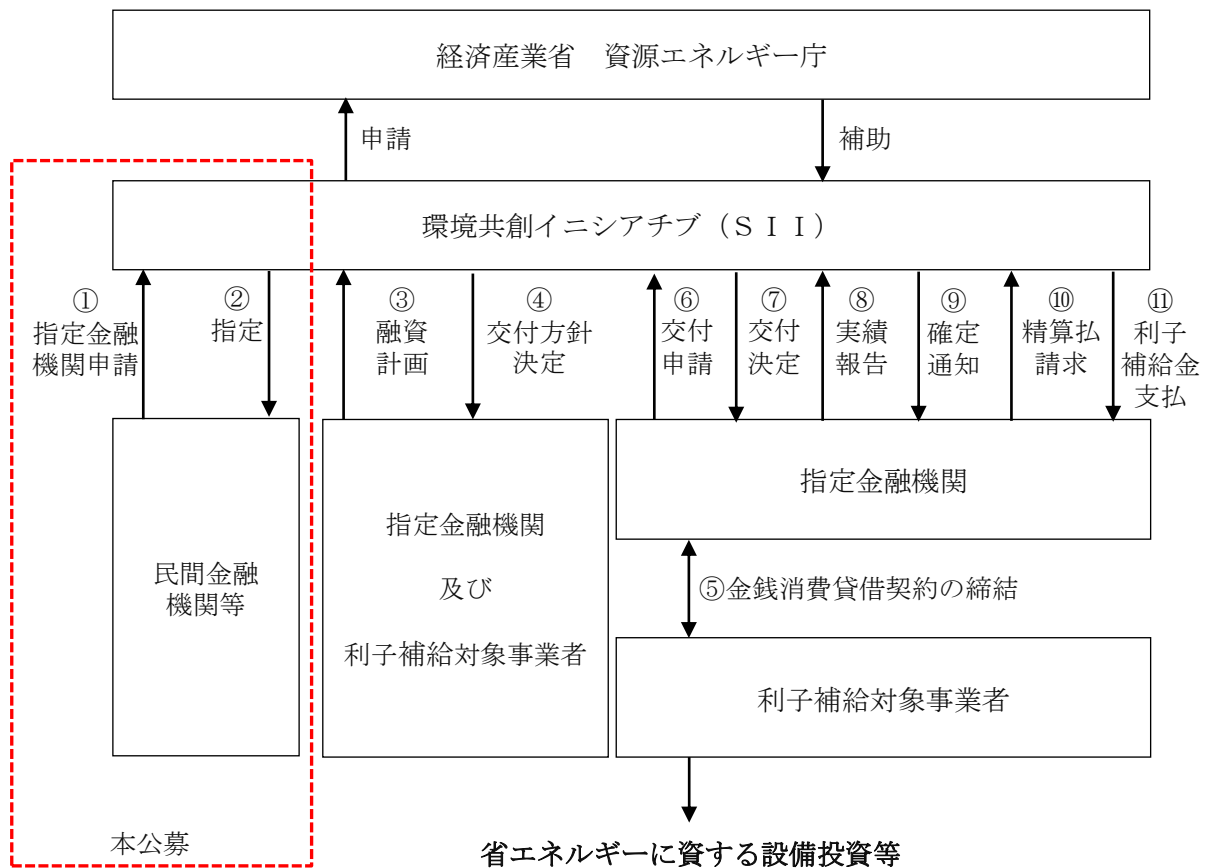 経済産業省　資源エネルギー庁
申請
補助
環境共創イニシアチブ（ＳＩＩ）
①
指定金融
機関申請
②
指定
③
融資
計画
④
交付方針
決定
⑥
交付
申請
⑦
交付
決定
⑧
実績
報告
⑨
確定
通知
⑩
精算払
請求
⑪
利子
補給金
支払
民間金融
機関等
指定金融機関
及び
利子補給対象事業者
指定金融機関
⑤金銭消費貸借契約の締結
利子補給対象事業者
本公募
省エネルギーに資する設備投資等